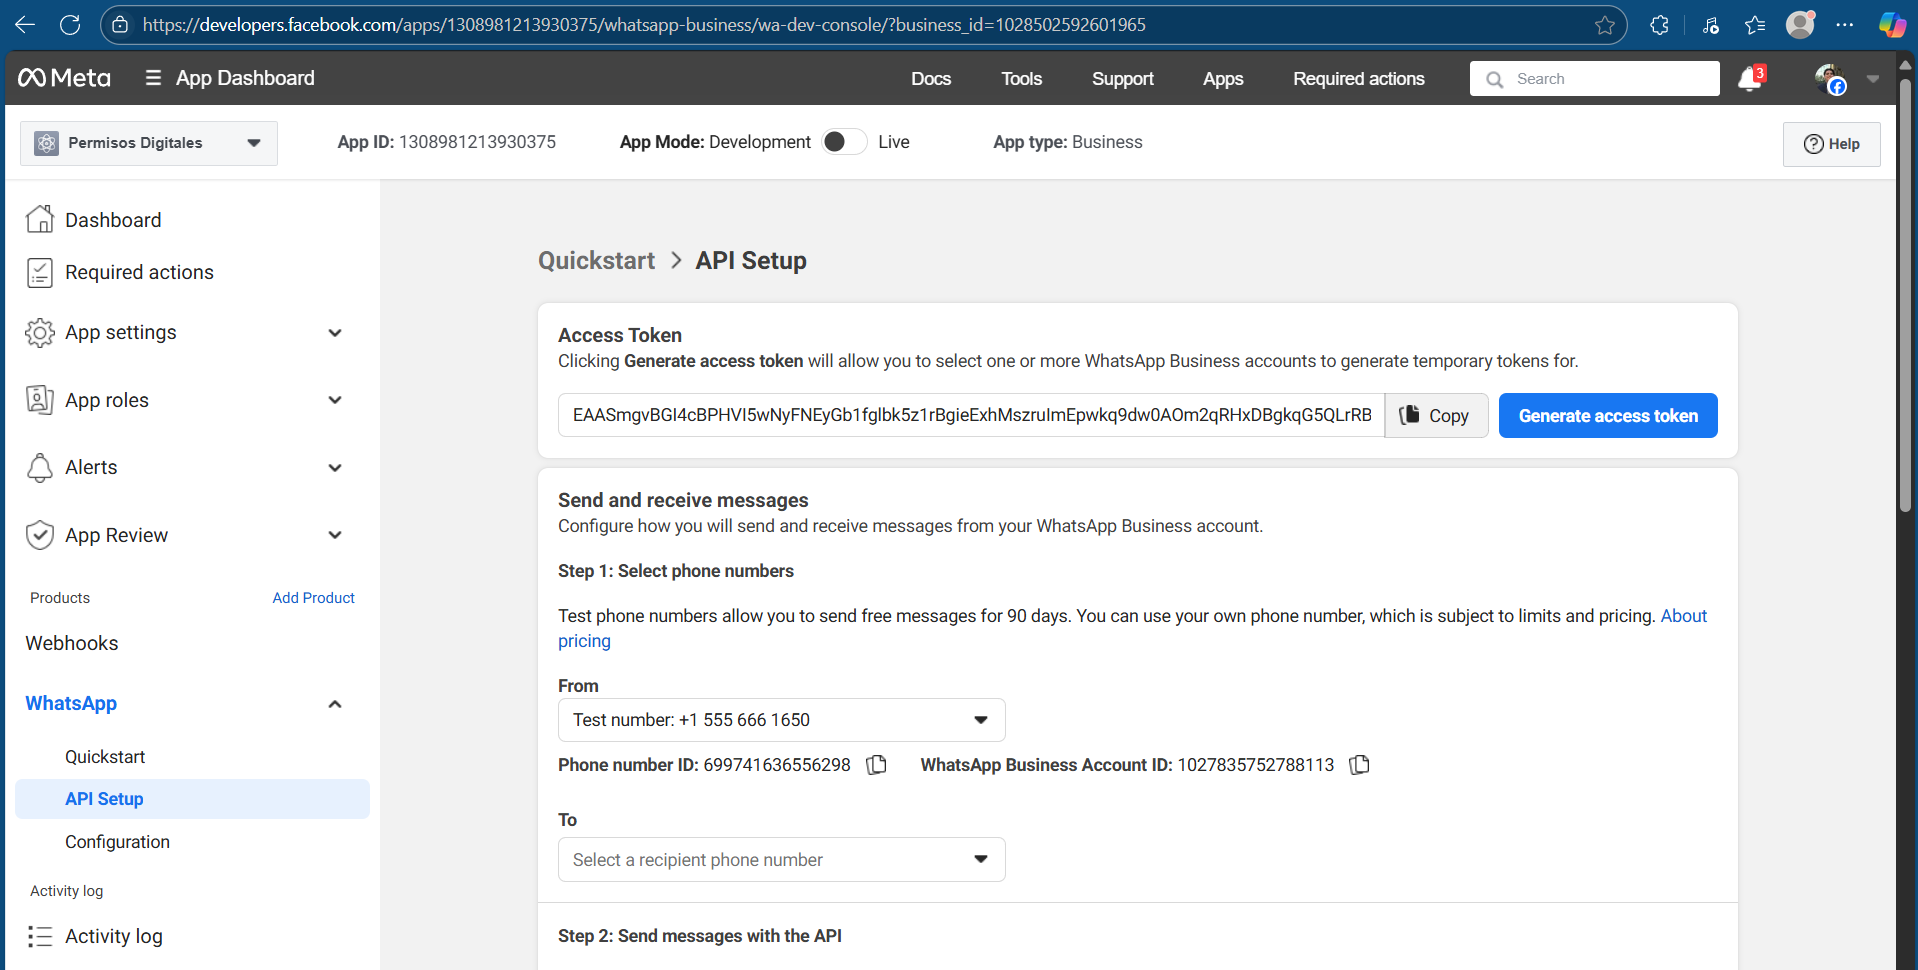 https://developers.facebook.com/apps/1308981213930375/whatsapp-business/wa-dev-console/?business_id=1028502592601965
Meta
App Dashboard
Docs
Tools
Support
Apps
Required actions
Search
3
Permisos Digitales
App ID: 1308981213930375
App Mode: Development
Live
App type: Business
Help
Dashboard
Required actions
App settings
App roles
Alerts
App Review
Products
Add Product
Webhooks
WhatsApp
Quickstart
API Setup
Configuration
Activity log
Activity log
Quickstart > API Setup
Access Token
Clicking Generate access token will allow you to select one or more WhatsApp Business accounts to generate temporary tokens for.
EAASmgvBGI4cBPHVI5wNyFNEyGb1fglbk5z1rBgieExhMszruImEpwkq9dw0AOm2qRHxDBgkqG5QLrRB
Copy
Generate access token
Send and receive messages
Configure how you will send and receive messages from your WhatsApp Business account.
Step 1: Select phone numbers
Test phone numbers allow you to send free messages for 90 days. You can use your own phone number, which is subject to limits and pricing. About
pricing
From
Test number: +1 555 666 1650
Phone number ID: 699741636556298
WhatsApp Business Account ID: 1027835752788113
To
Select a recipient phone number
Step 2: Send messages with the API